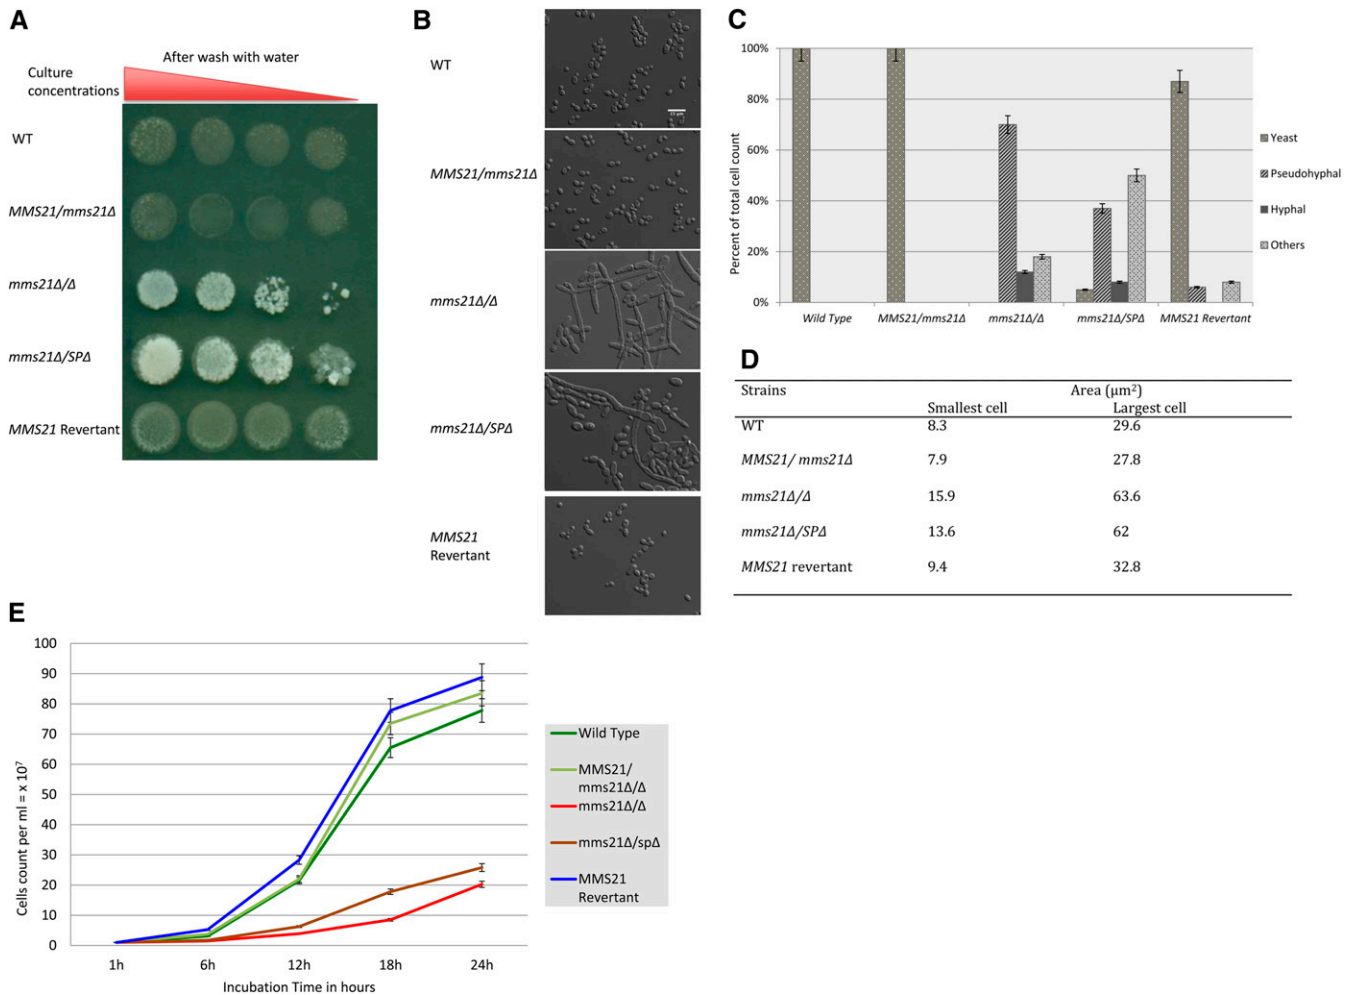 A
After wash with water
Culture
concentrations
WT
MMS21/mms21Δ
mms21Δ/Δ
mms21Δ/SPΔ
MMS21 Revertant
B
WT
MMS21/mms21Δ
mms21Δ/Δ
mms21Δ/SPΔ
MMS21
Revertant
C
Percent of total cell count
100%
80%
60%
40%
20%
0%
Wild Type
MMS21/mms21Δ
mms21Δ/Δ
mms21Δ/SPΔ
MMS21 Revertant
Yeast
Pseudohyphal
Hyphal
Others
D
Strains Area (µm²)
Smallest cell Largest cell
WT 8.3 29.6
MMS21/ mms21Δ 7.9 27.8
mms21Δ/Δ 15.9 63.6
mms21Δ/SPΔ 13.6 62
MMS21 revertant 9.4 32.8
E
Cells count per ml = x 10⁷
100
90
80
70
60
50
40
30
20
10
0
1h 6h 12h 18h 24h
Incubation Time in hours
Wild Type
MMS21/
mms21Δ/Δ
mms21Δ/Δ
mms21Δ/spΔ
MMS21
Revertant